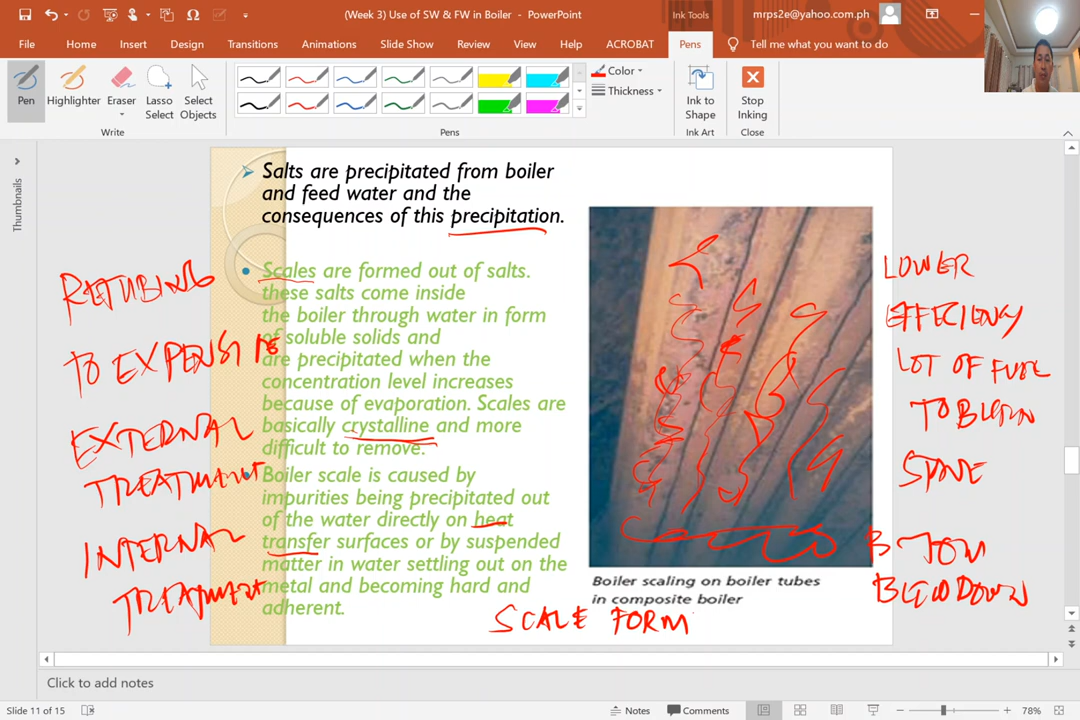 (Week 3) Use of SW & FW in Boiler - PowerPoint
Ink Tools
mrps2e@yahoo.com.ph
File Home Insert Design Transitions Animations Slide Show Review View Help ACROBAT Pens Tell me what you want to do
Pen Highlighter Eraser Lasso Select Select Objects
Color
Thickness
Ink to Shape
Stop Inking
Write Pens Ink Art Close
Thumbnails
Salts are precipitated from boiler
and feed water and the
consequences of this precipitation.
Scales are formed out of salts.
these salts come inside
the boiler through water in form
of soluble solids and
are precipitated when the
concentration level increases
because of evaporation. Scales are
basically crystalline and more
difficult to remove.
Boiler scale is caused by
impurities being precipitated out
of the water directly on heat
transfer surfaces or by suspended
matter in water settling out on the
metal and becoming hard and
adherent.
RETUBING
TO EXPENSIVE
EXTERNAL
TREATMENT
INTERNAL
TREATMENT
LOWER
LOT OF FUEL
Boiler scaling on boiler tubes
in composite boiler
SCALE FORM
Click to add notes
Slide 11 of 15 Notes Comments 78%